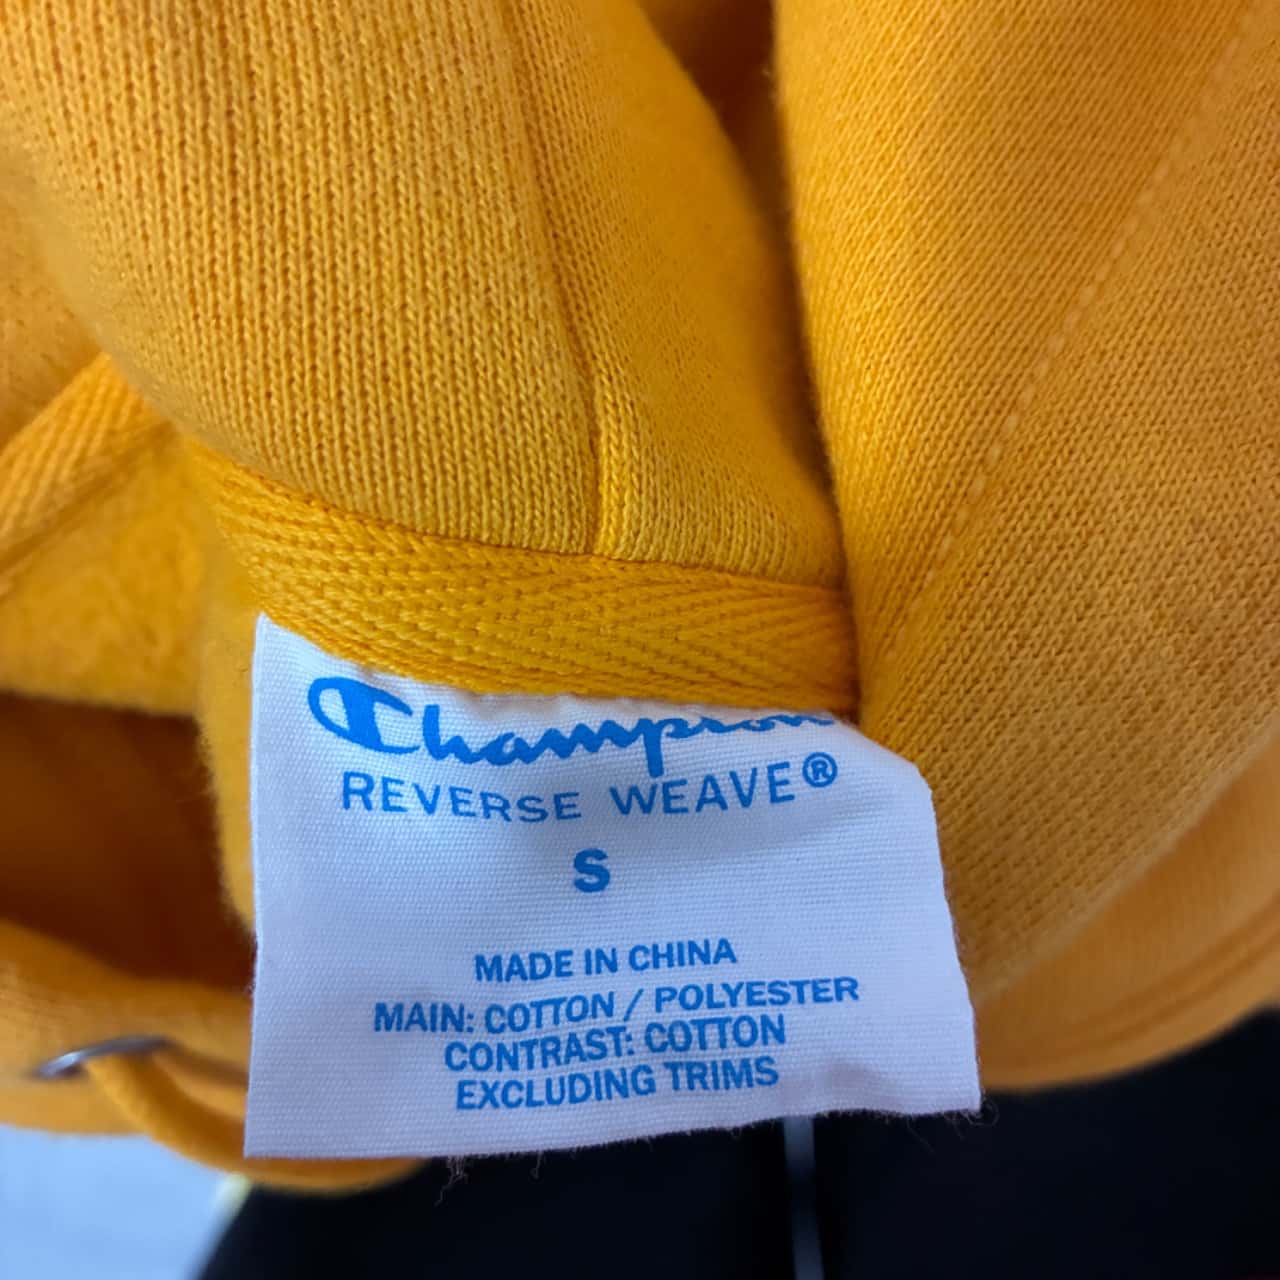 Champion
REVERSE WEAVE®
S
MADE IN CHINA
MAIN: COTTON / POLYESTER
CONTRAST: COTTON
EXCLUDING TRIMS